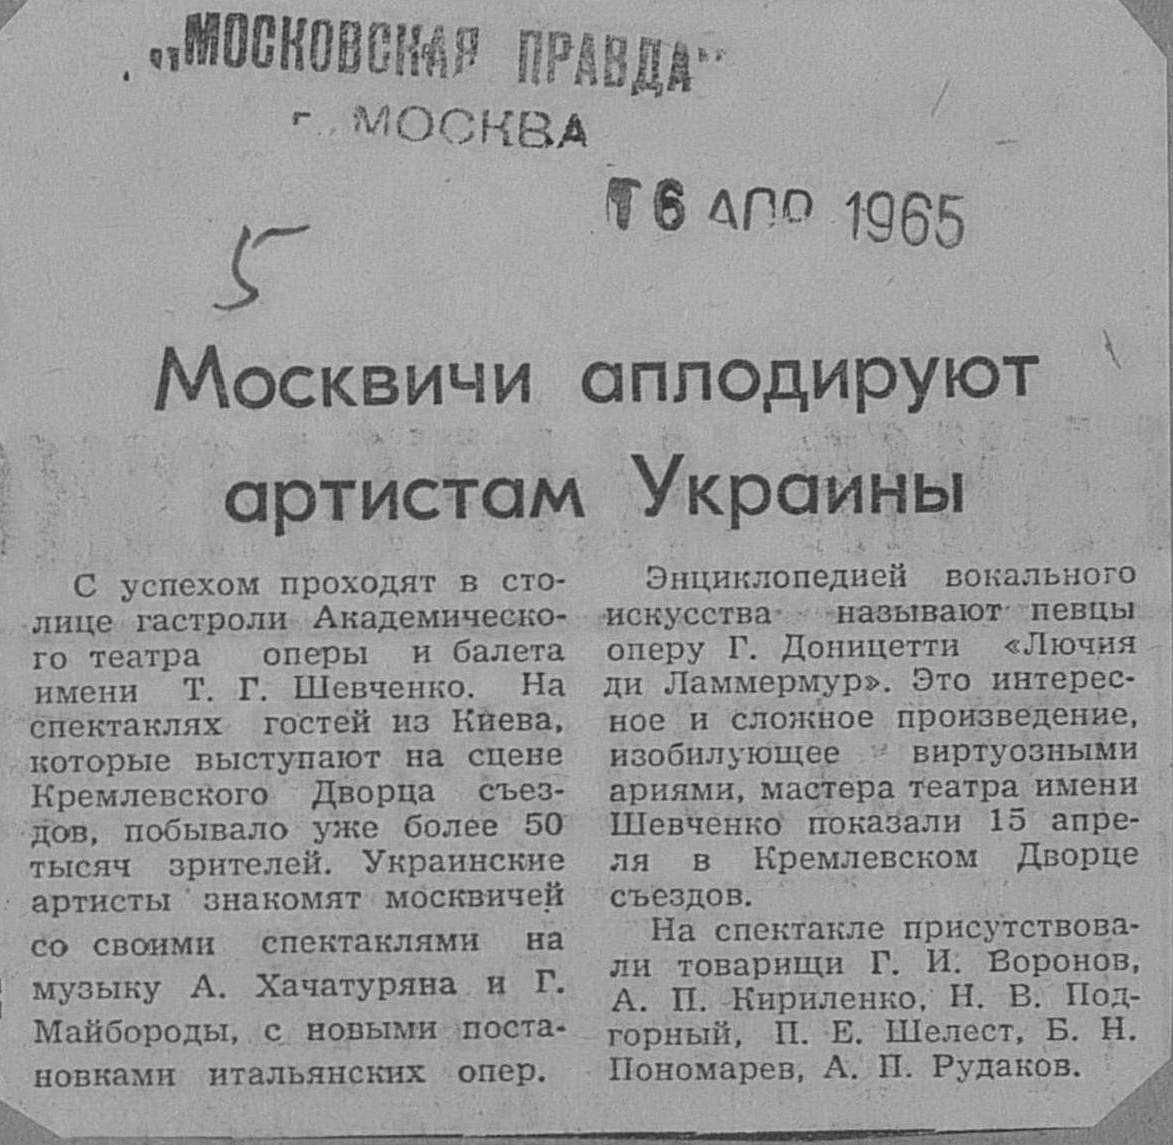 „МОСКОВСКАЯ ПРАВДА"
г. МОСКВА
16 АПР 1965
5
Москвичи аплодируют
артистам Украины
С успехом проходят в сто-
лице гастроли Академическо-
го театра оперы и балета
имени Т. Г. Шевченко. На
спектаклях гостей из Киева,
которые выступают на сцене
Кремлевского Дворца съез-
дов, побывало уже более 50
тысяч зрителей. Украинские
артисты знакомят москвичей
со своими спектаклями на
музыку А. Хачатуряна и Г.
Майбороды, с новыми поста-
новками итальянских опер.
Энциклопедией вокального
искусства называют певцы
оперу Г. Доницетти «Лючия
ди Ламмермур». Это интерес-
ное и сложное произведение,
изобилующее виртуозными
ариями, мастера театра имени
Шевченко показали 15 апре-
ля в Кремлевском Дворце
съездов.
На спектакле присутствова-
ли товарищи Г. И. Воронов,
А. П. Кириленко, Н. В. Под-
горный, П. Е. Шелест, Б. Н.
Пономарев, А. П. Рудаков.